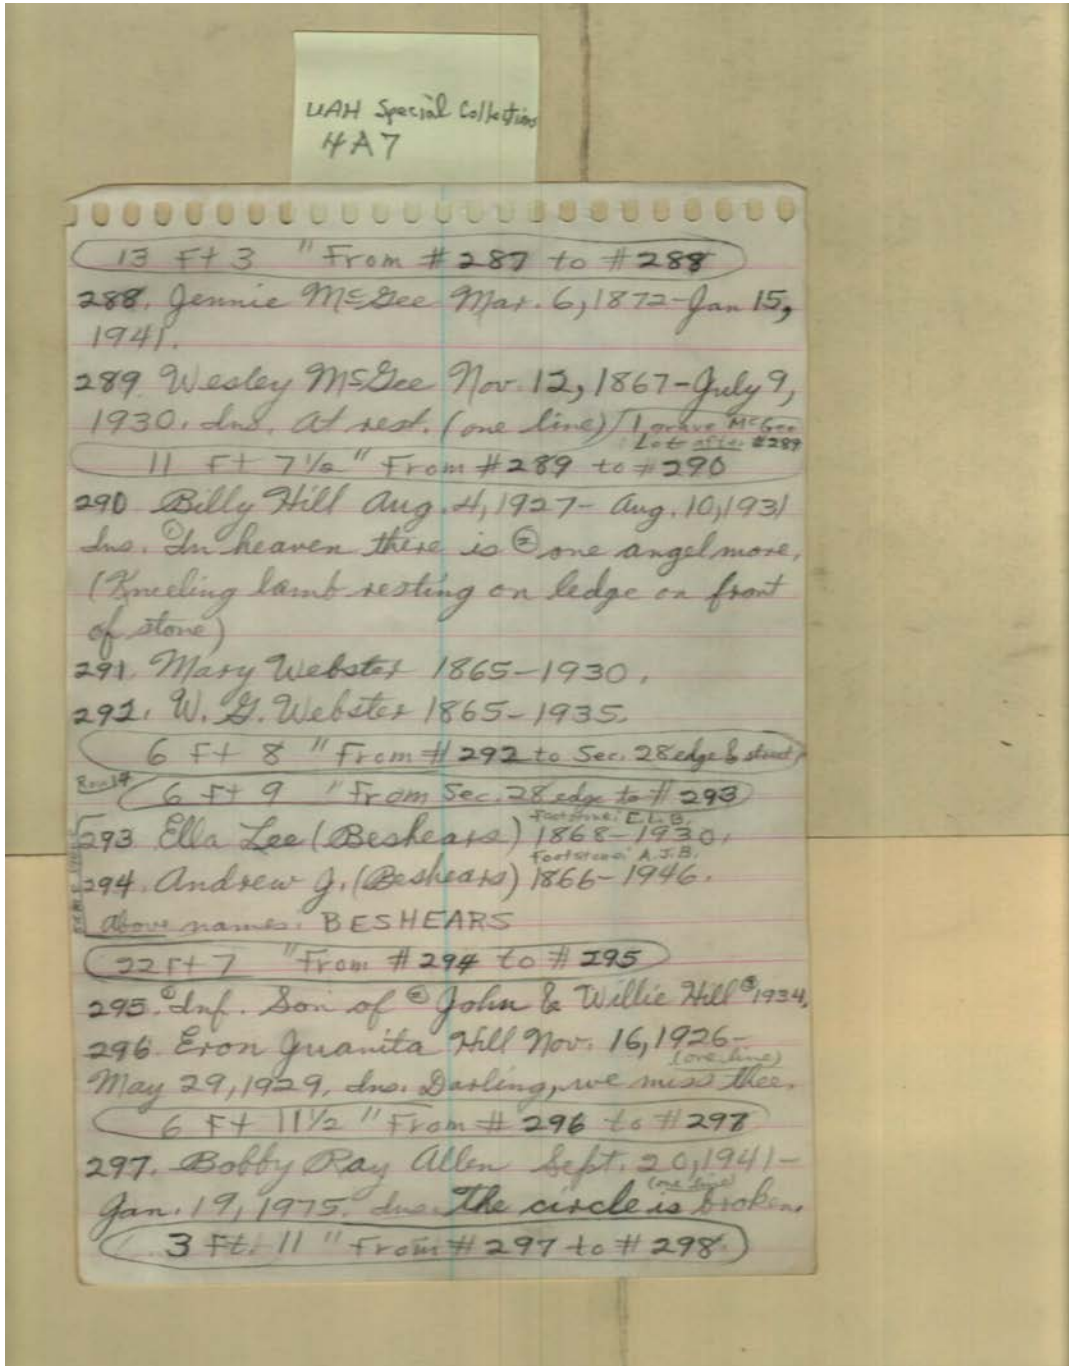 UAH Special Collections
4A7
13 Ft 3 " From #287 to #288
288. Jennie McGee Mar. 6, 1872-Jan 15,
1941.
289. Wesley McGee Nov. 12, 1867-July 9,
1930. Ins. At rest. (one line) 1 grave McGee
Lot after #289
11 Ft 7 1/2" From #289 to #290
290 Billy Hill Aug. 4, 1927- Aug. 10, 1931
Ins. ① In heaven there is ② one angel more.
(Kneeling lamb resting on ledge on front
of stone)
291. Mary Webster 1865-1930.
292. W. G. Webster 1865-1935.
6 Ft 8 " From #292 to Sec. 28 edge & street
Row
6 Ft 9 " From Sec. 28 edge to #293
Footstone: E.L.B.
293 Ella Lee (Beshears) 1868-1930.
Footstone: A.J.B.
294. Andrew J. (Beshears) 1866-1946.
Above names: BESHEARS
22 Ft 7 " From #294 to #295
295. ① Inf. Son of ② John & Willie Hill ③ 1934.
296. Eron Juanita Hill Nov. 16, 1926-
(one line)
May 29, 1929. Ins. Darling, we miss thee.
6 Ft 11 1/2 " From # 296 to #297
297. Bobby Ray Allen Sept. 20, 1941-
(one line)
Jan. 19, 1975. Ins. The circle is broken.
3 Ft. 11 " From #297 to #298